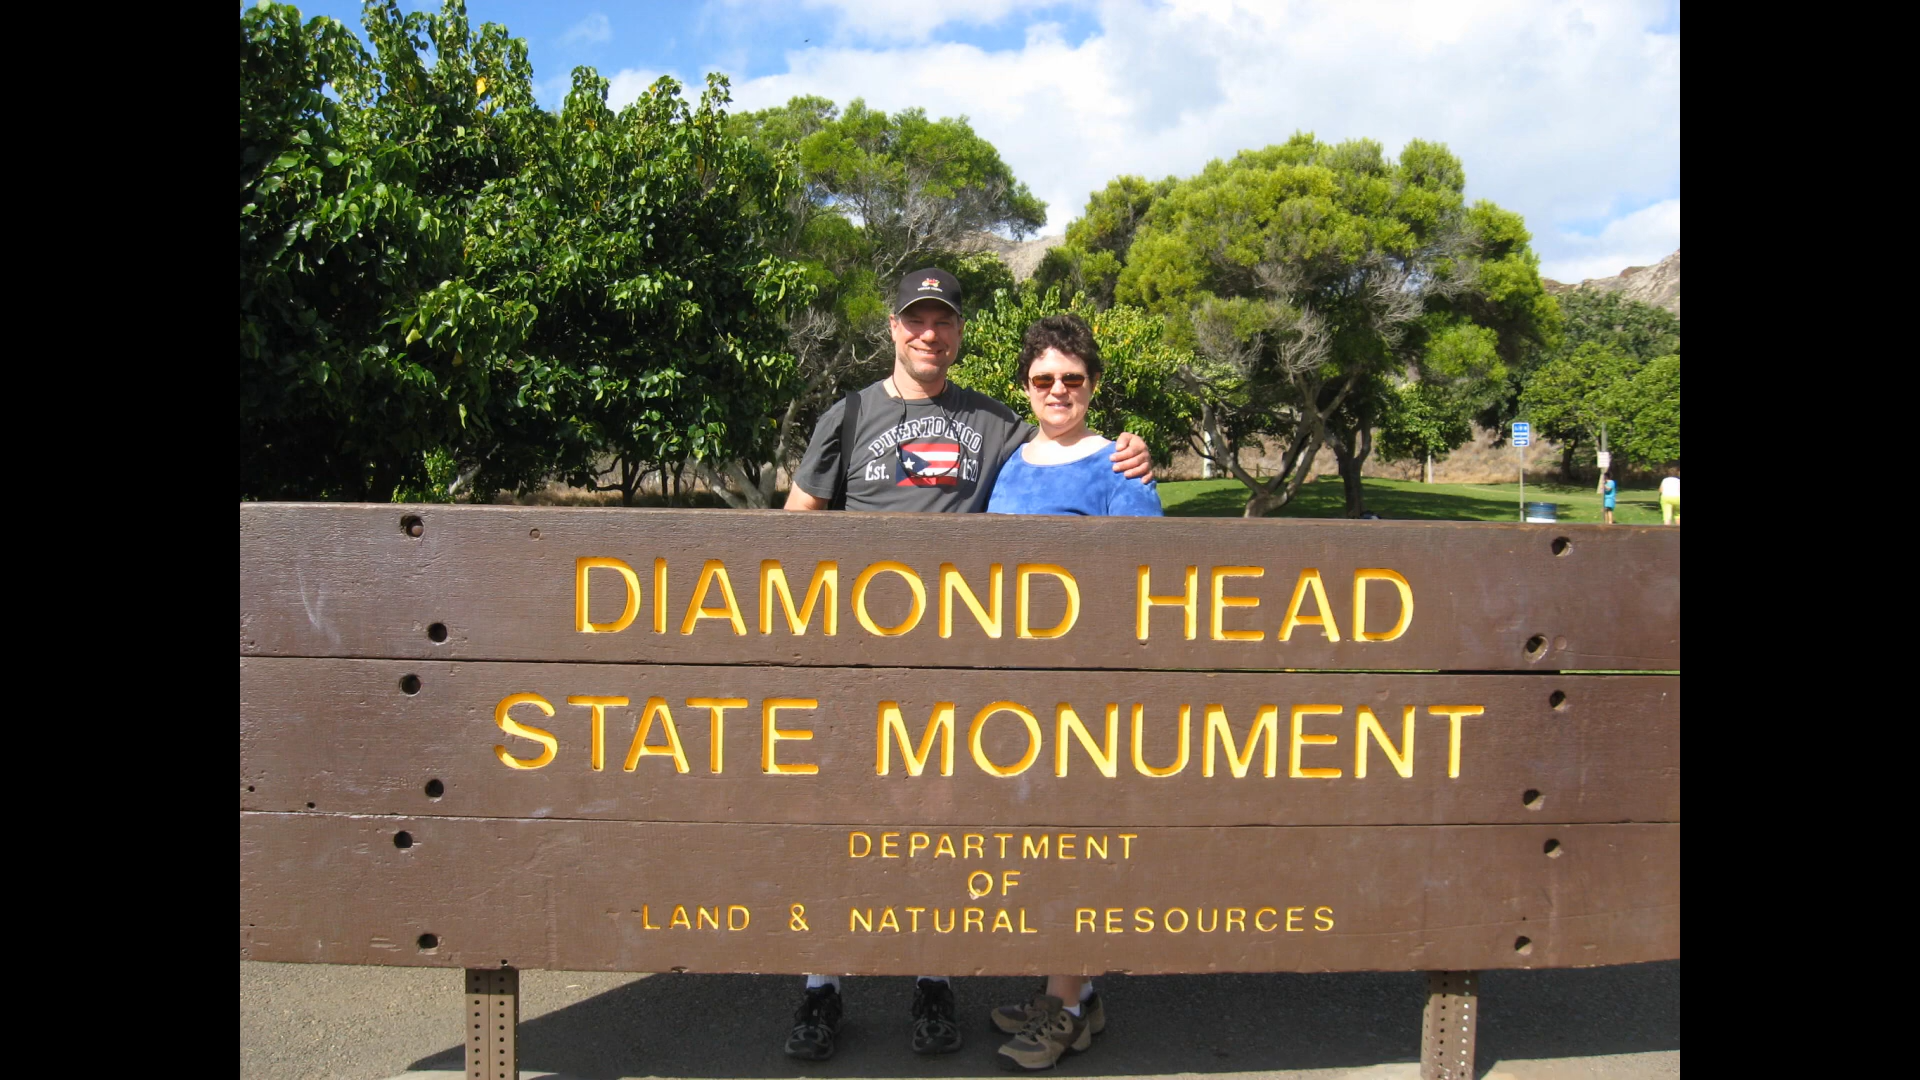 PUERTO RICO
Est.
DIAMOND HEAD
STATE MONUMENT
DEPARTMENT
OF
LAND & NATURAL RESOURCES